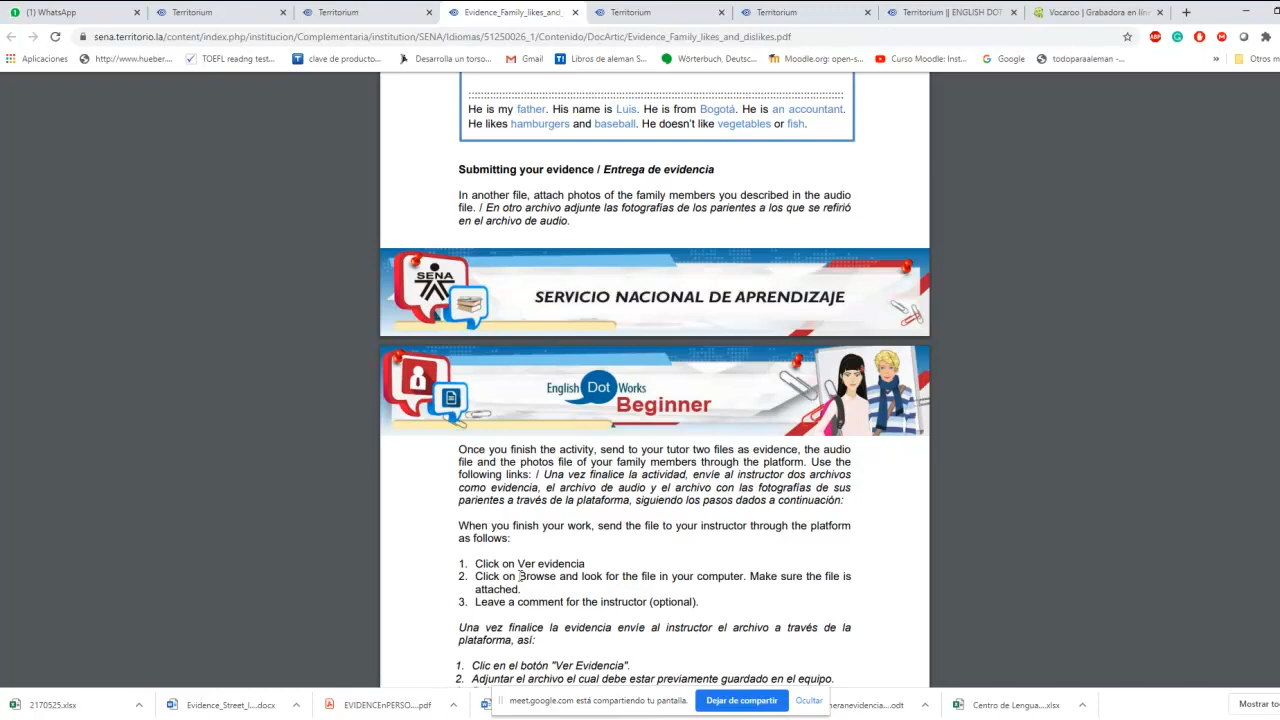 (1) WhatsApp
Territorium
Territorium
Evidence_Family_likes_and_
Territorium
Territorium
Territorium || ENGLISH DOT
Vocaroo | Grabadora en lín
sena.territorio.la/content/index.php/institucion/Complementaria/institution/SENA/Idiomas/51250026_1/Contenido/DocArtic/Evidence_Family_likes_and_dislikes.pdf
Aplicaciones
http://www.hueber...
TOEFL readng test...
clave de producto...
Desarrolla un torso...
Gmail
Libros de aleman S...
Wörterbuch, Deutsc...
Moodle.org: open-s...
Curso Moodle: Inst...
Google
todoparaaleman -...
»
Otros m
He is my father. His name is Luis. He is from Bogotá. He is an accountant.
He likes hamburgers and baseball. He doesn't like vegetables or fish.
Submitting your evidence / Entrega de evidencia
In another file, attach photos of the family members you described in the audio
file. / En otro archivo adjunte las fotografías de los parientes a los que se refirió
en el archivo de audio.
SENA
SERVICIO NACIONAL DE APRENDIZAJE
English Dot Works
Beginner
Once you finish the activity, send to your tutor two files as evidence, the audio
file and the photos file of your family members through the platform. Use the
following links: / Una vez finalice la actividad, envíe al instructor dos archivos
como evidencia, el archivo de audio y el archivo con las fotografías de sus
parientes a través de la plataforma, siguiendo los pasos dados a continuación:
When you finish your work, send the file to your instructor through the platform
as follows:
1. Click on Ver evidencia
2. Click on Browse and look for the file in your computer. Make sure the file is
attached.
3. Leave a comment for the instructor (optional).
Una vez finalice la evidencia envíe al instructor el archivo a través de la
plataforma, así:
1. Clic en el botón "Ver Evidencia".
2. Adjuntar el archivo el cual debe estar previamente guardado en el equipo.
2170525.xlsx
Evidence_Street_l....docx
EVIDENCEnPERSO....pdf
meet.google.com está compartiendo tu pantalla.
Dejar de compartir
Ocultar
meranevidencia....odt
Centro de Lengua....xlsx
Mostrar to